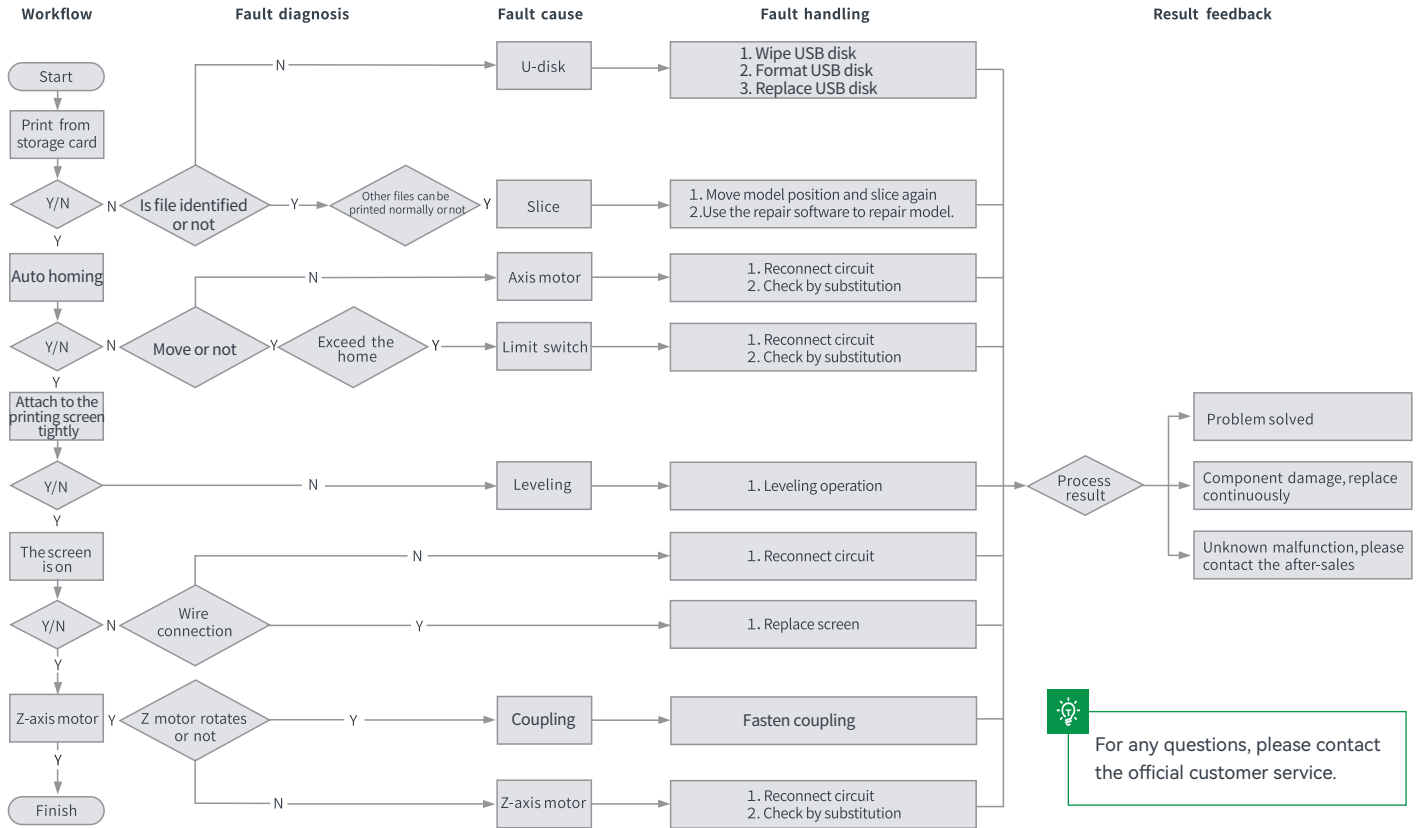 Workflow
Fault diagnosis
Fault cause
Fault handling
Result feedback
Start
Print from
storage card
Y/N
N
Is file identified
or not
N
Y
Other files can be
printed normally or not
Y
U-disk
1. Wipe USB disk
2. Format USB disk
3. Replace USB disk
Slice
1. Move model position and slice again
2.Use the repair software to repair model.
Y
Auto homing
Y/N
N
Move or not
N
Y
Exceed the
home
Y
Axis motor
1. Reconnect circuit
2. Check by substitution
Limit switch
1. Reconnect circuit
2. Check by substitution
Y
Attach to the
printing screen
tightly
Y/N
N
Leveling
1. Leveling operation
Y
The screen
is on
Y/N
N
Wire
connection
N
1. Reconnect circuit
Y
1. Replace screen
Y
Z-axis motor
Y
Z motor rotates
or not
Y
Coupling
Fasten coupling
N
Z-axis motor
1. Reconnect circuit
2. Check by substitution
Y
Finish
Process
result
Problem solved
Component damage, replace
continuously
Unknown malfunction, please
contact the after-sales
For any questions, please contact
the official customer service.